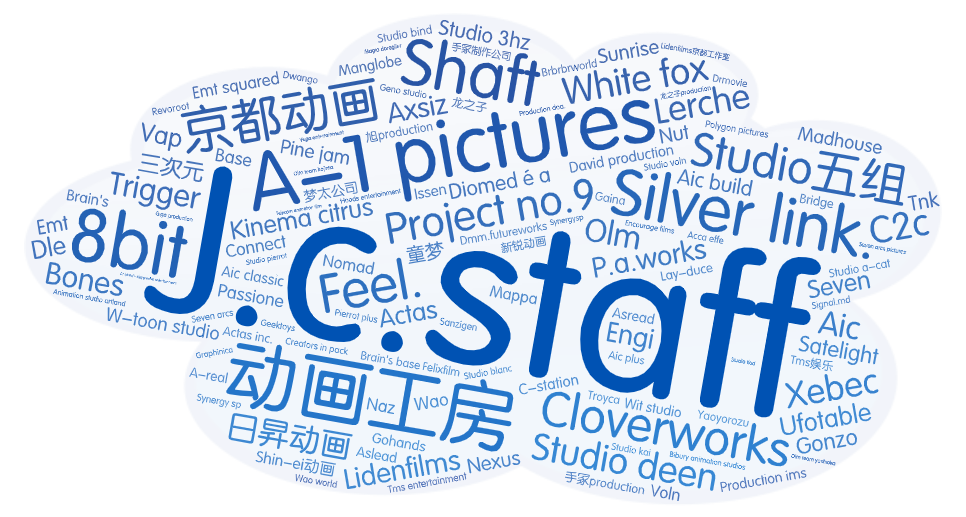 Studio bind
Studio 3hz
手冢制作公司
Sunrise
Lidenfilms京都工作室
Manglobe
Shaft
Brbrbrworld
White fox
Drmovie
Emt squared
Dwango
Geno studio
Axsiz
龙之子
Production dna.
龙之子production
Lerche
Revoroot
京都动画
旭production
Nut
Polygon pictures
Madhouse
Vap
Base
Pine jam
A-1 pictures
David production
Studio voln
Studio五组
三次元
梦太公司
Issen
Diomed é a
Aic build
Bridge
Tnk
Trigger
Kinema citrus
Project no.9
Gaina
Silver link.
C2c
Brain's
Emt
Dle
8bit
Connect
Studio pierrot
童梦
Dmm.futureworks
Synergysp
新锐动画
Olm
Encourage films
Acca effe
Seven arcs pictures
Bones
Animation studio artland
Aic classic
Nomad
Feel.
P.a.works
Lay-duce
Studio a-cat
Seven
Signal.md
Passione
J.c.staff
Mappa
Pierrot plus
Actas
Sanzigen
Asread
Engi
Aic plus
Aic
Satelight
W-toon studio
Seven arcs
Geektoys
Actas inc.
Creators in pack
Graphinica
Brain's base
Felixfilm
Studio blanc
Tms娱乐
A-real
动画工房
Naz
Wao
C-station
Troyca
Wit studio
Yaoyorozu
Xebec
Synergy sp
日昇动画
Gohands
Aslead
Cloverworks
Ufotable
Gonzo
Studio kai
Bibury animation studios
Shin-ei动画
Wao world
Lidenfilms
Nexus
Tms entertainment
Studio deen
手冢production
Voln
Production ims